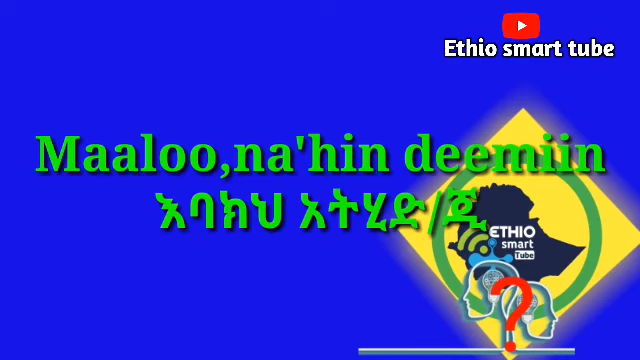 Ethio smart tube
Maaloo,na'hin deemiin
እባክህ አትሂድ/ጂ
ETHIO
smart
Tube
?